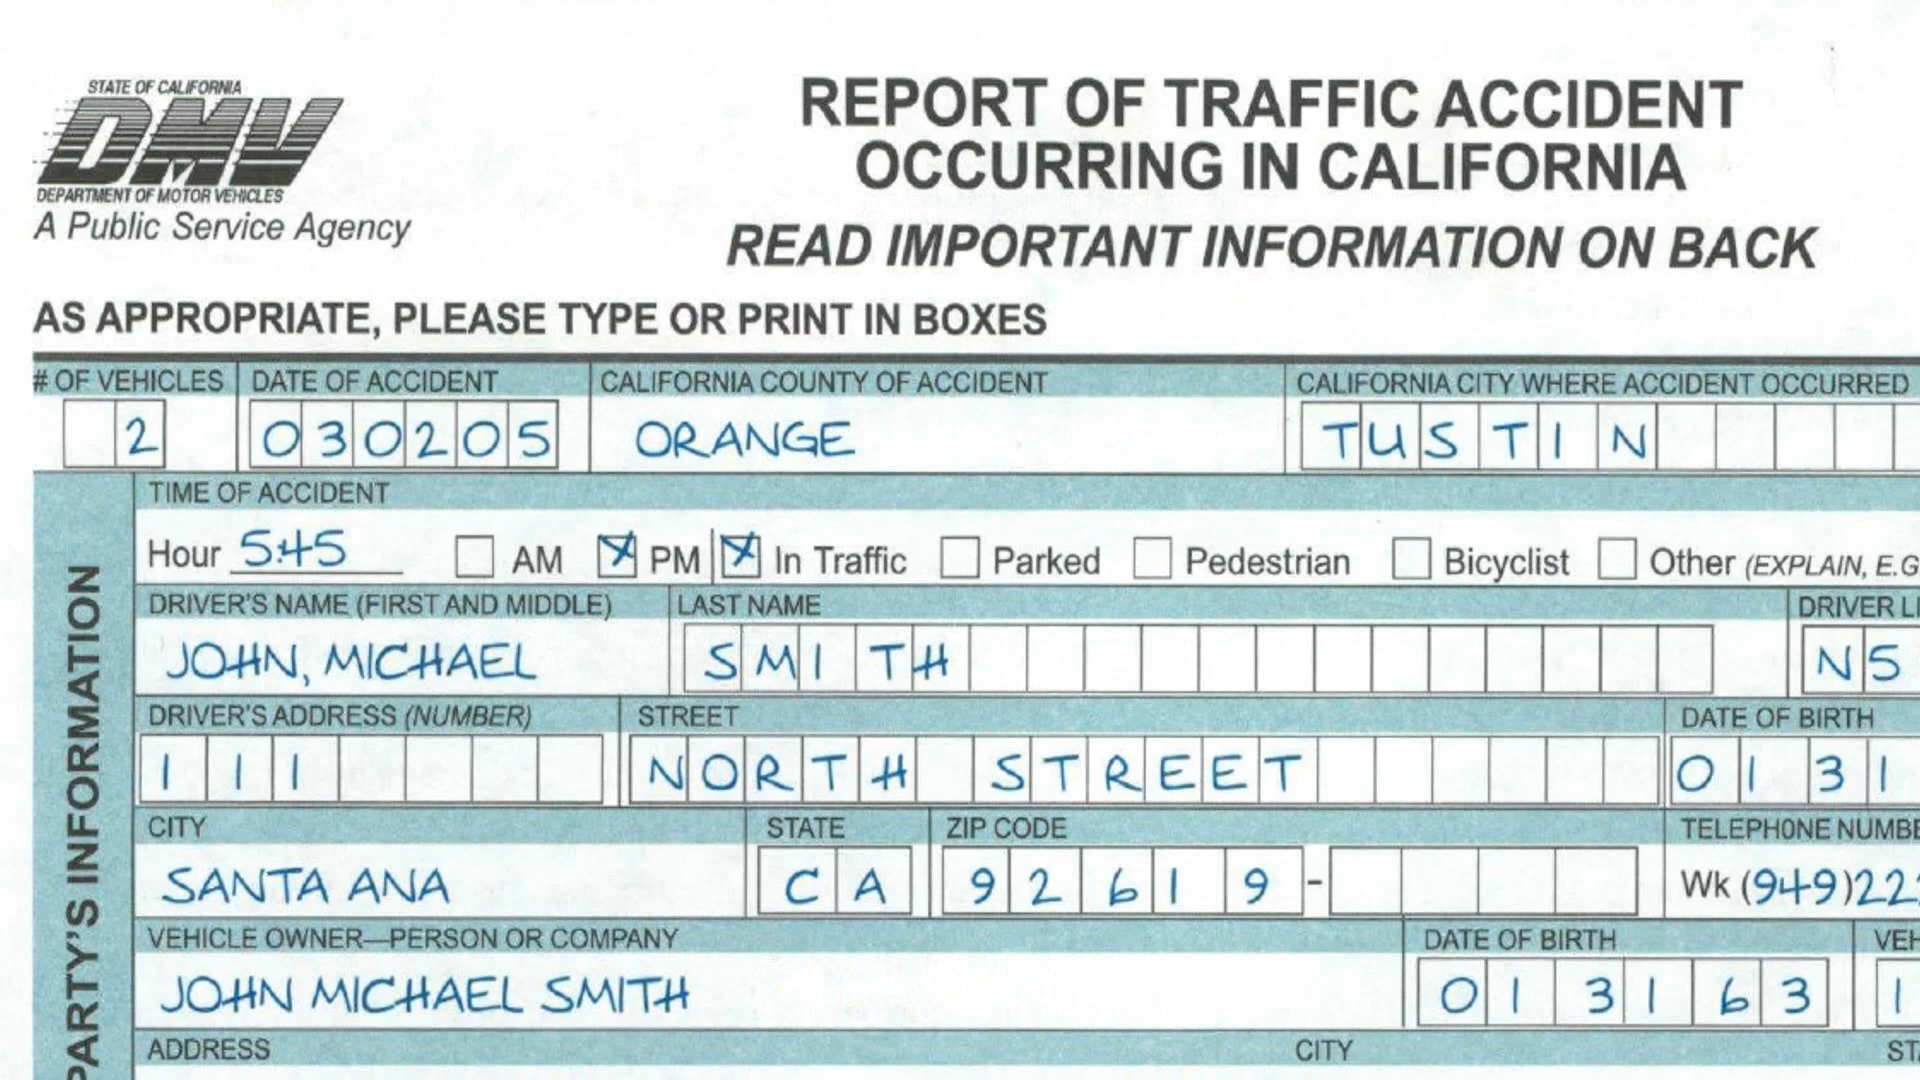 STATE OF CALIFORNIA
DMV
DEPARTMENT OF MOTOR VEHICLES
A Public Service Agency
REPORT OF TRAFFIC ACCIDENT
OCCURRING IN CALIFORNIA
READ IMPORTANT INFORMATION ON BACK
AS APPROPRIATE, PLEASE TYPE OR PRINT IN BOXES
# OF VEHICLES DATE OF ACCIDENT CALIFORNIA COUNTY OF ACCIDENT CALIFORNIA CITY WHERE ACCIDENT OCCURRED
2 030205 ORANGE TUSTIN
TIME OF ACCIDENT
Hour 5:45 AM X PM X In Traffic Parked Pedestrian Bicyclist Other (EXPLAIN, E.G
DRIVER'S NAME (FIRST AND MIDDLE) LAST NAME DRIVER LI
JOHN, MICHAEL SMITH N5
DRIVER'S ADDRESS (NUMBER) STREET DATE OF BIRTH
111 NORTH STREET 0131
CITY STATE ZIP CODE TELEPHONE NUMBE
SANTA ANA CA 92619- Wk (949)22
VEHICLE OWNER—PERSON OR COMPANY DATE OF BIRTH VEH
JOHN MICHAEL SMITH 013163 1
ADDRESS CITY STA
PARTY'S INFORMATION